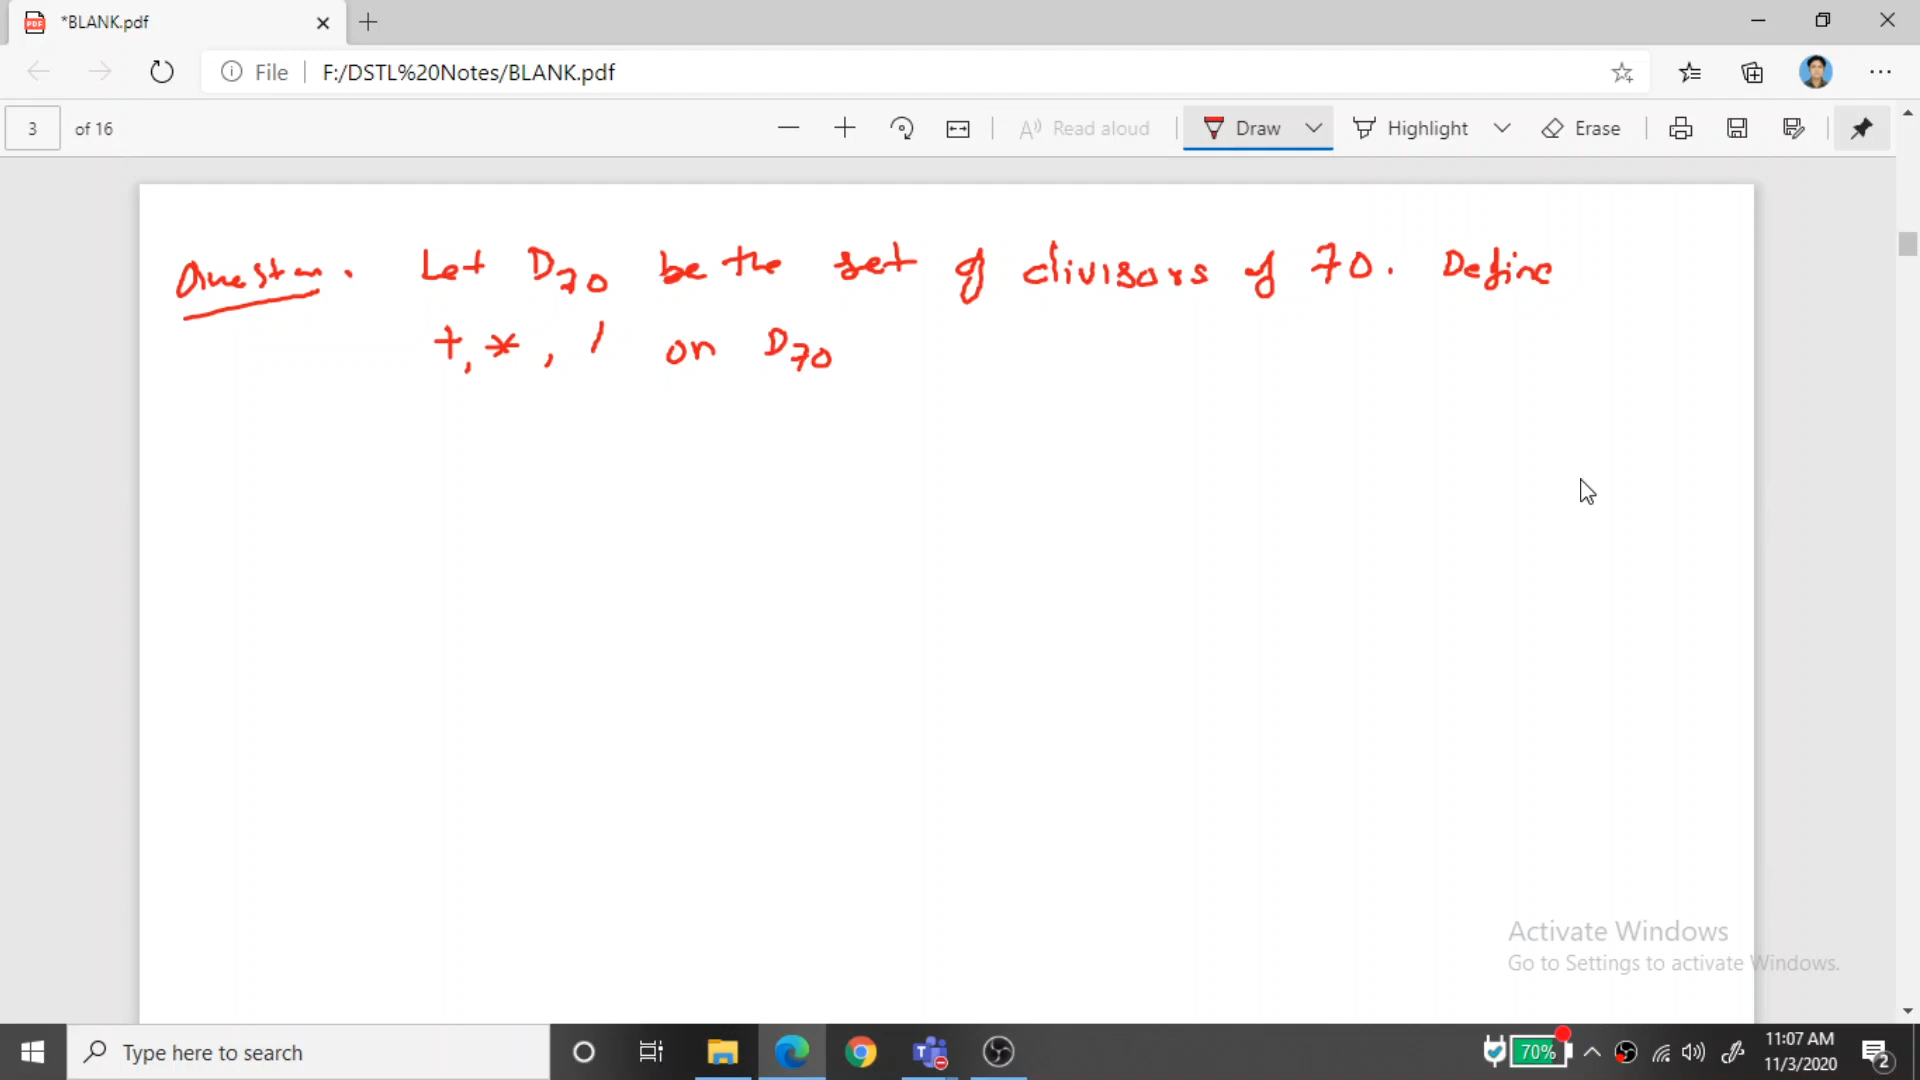 *BLANK.pdf
File F:/DSTL%20Notes/BLANK.pdf
3 of 16 Read aloud Draw Highlight Erase
Question. Let D70 be the set of divisors of 70. Define
+, *, ' on D70
Activate Windows
Go to Settings to activate Windows.
Type here to search
70%
11:07 AM
11/3/2020
2